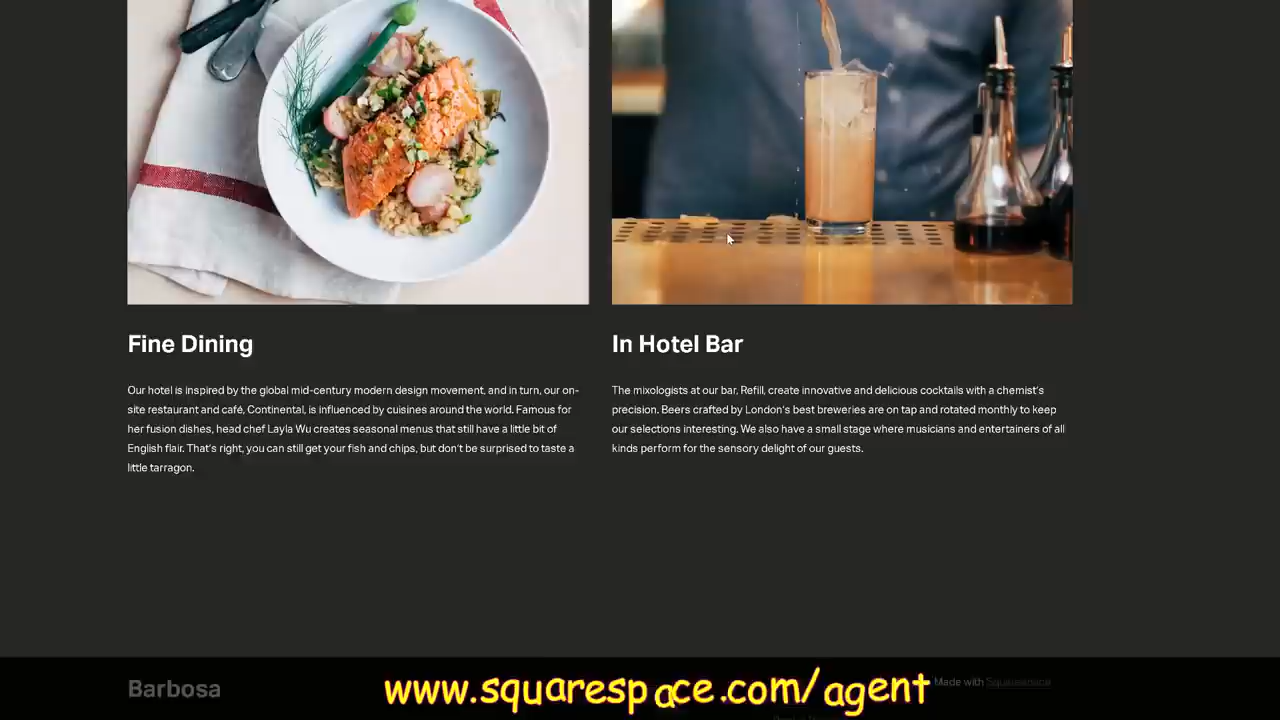 Fine Dining
Our hotel is inspired by the global mid-century modern design movement, and in turn, our on-
site restaurant and café, Continental, is influenced by cuisines around the world. Famous for
her fusion dishes, head chef Layla Wu creates seasonal menus that still have a little bit of
English flair. That's right, you can still get your fish and chips, but don't be surprised to taste a
little tarragon.
In Hotel Bar
The mixologists at our bar, Refill, create innovative and delicious cocktails with a chemist's
precision. Beers crafted by London's best breweries are on tap and rotated monthly to keep
our selections interesting. We also have a small stage where musicians and entertainers of all
kinds perform for the sensory delight of our guests.
Barbosa
www.squarespace.com/agent
Made with Squarespace